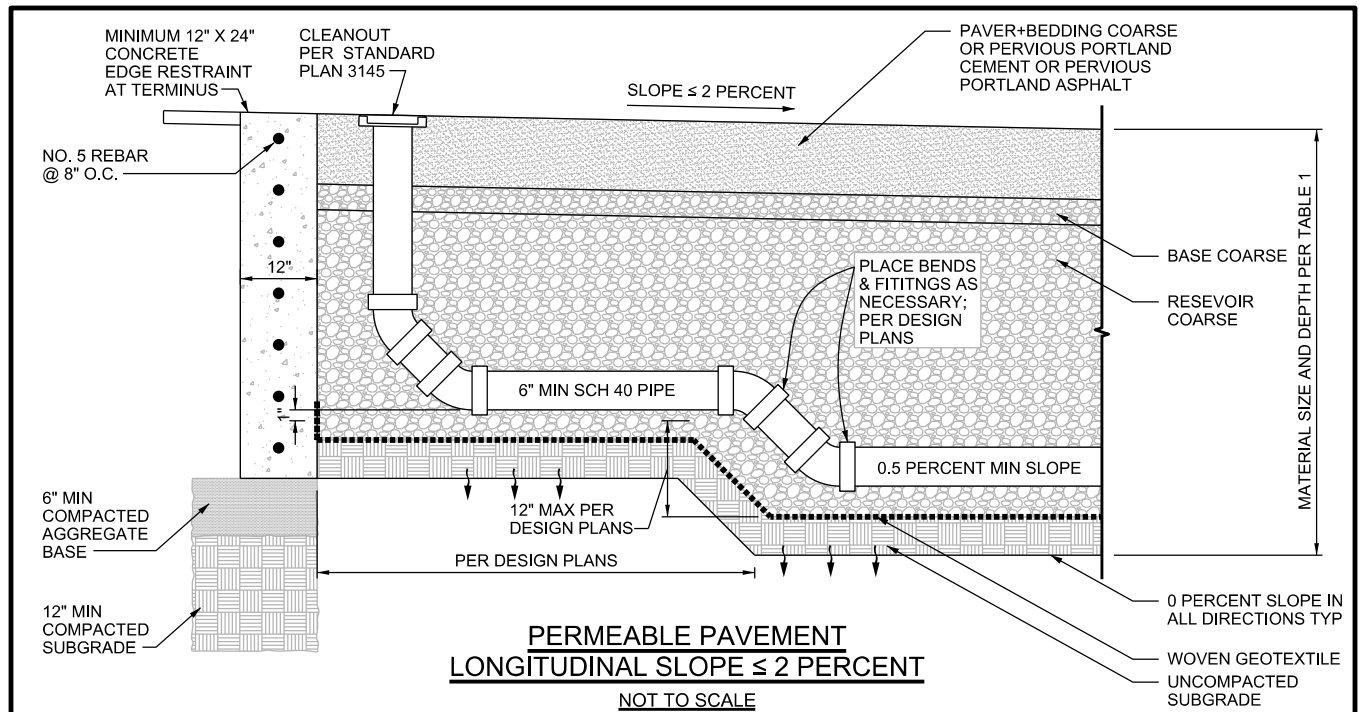 MINIMUM 12" X 24"
CONCRETE
EDGE RESTRAINT
AT TERMINUS
CLEANOUT
PER STANDARD
PLAN 3145
SLOPE ≤ 2 PERCENT
PAVER+BEDDING COARSE
OR PERVIOUS PORTLAND
CEMENT OR PERVIOUS
PORTLAND ASPHALT
NO. 5 REBAR
@ 8" O.C.
12"
PLACE BENDS
& FITITNGS AS
NECESSARY;
PER DESIGN
PLANS
BASE COARSE
RESEVOIR
COARSE
MATERIAL SIZE AND DEPTH PER TABLE 1
6" MIN SCH 40 PIPE
1"
0.5 PERCENT MIN SLOPE
6" MIN
COMPACTED
AGGREGATE
BASE
12" MAX PER
DESIGN PLANS
PER DESIGN PLANS
12" MIN
COMPACTED
SUBGRADE
0 PERCENT SLOPE IN
ALL DIRECTIONS TYP
WOVEN GEOTEXTILE
UNCOMPACTED
SUBGRADE
PERMEABLE PAVEMENT
LONGITUDINAL SLOPE ≤ 2 PERCENT
NOT TO SCALE